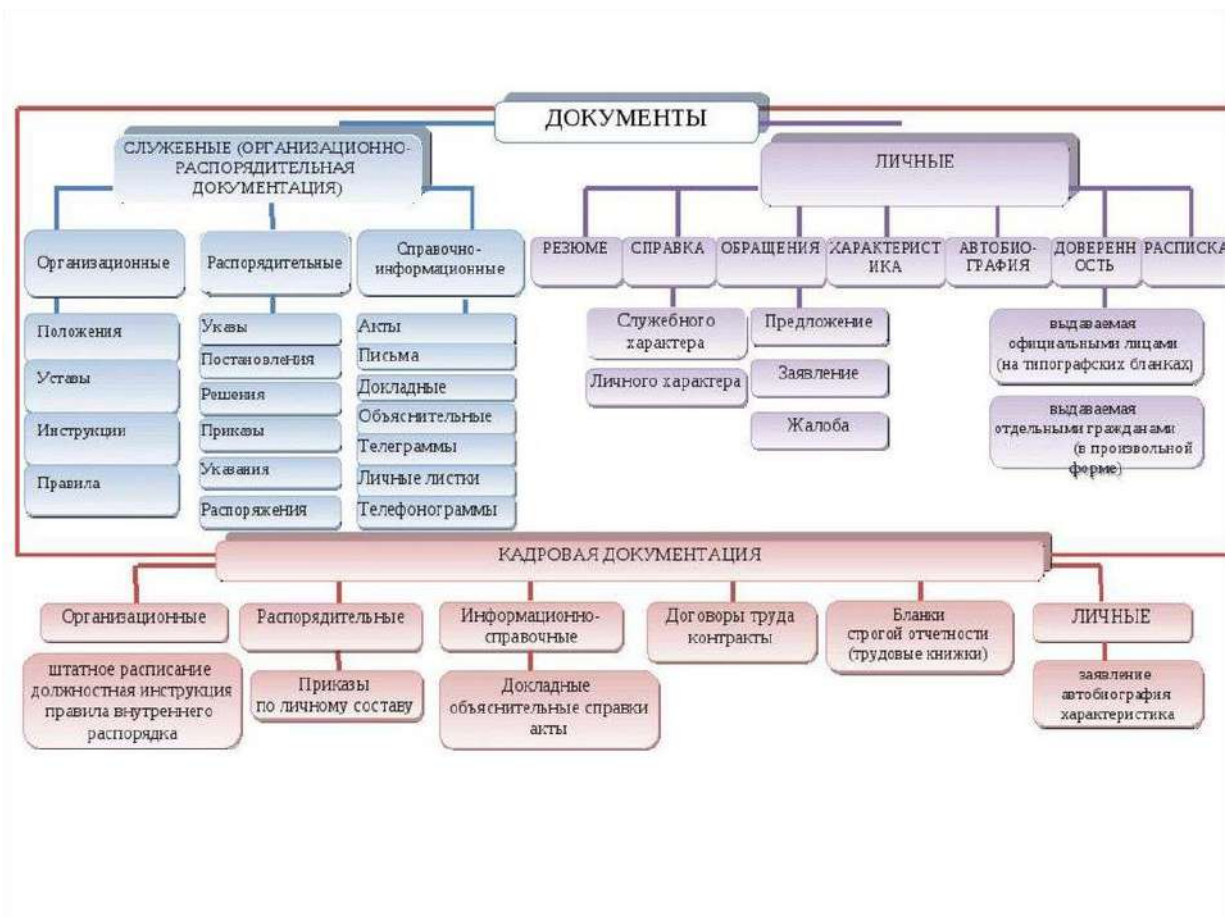 ДОКУМЕНТЫ
СЛУЖЕБНЫЕ (ОРГАНИЗАЦИОННО-
РАСПОРЯДИТЕЛЬНАЯ
ДОКУМЕНТАЦИЯ)
Организационные
Положения
Уставы
Инструкции
Правила
Распорядительные
Указы
Постановления
Решения
Приказы
Указания
Распоряжения
Справочно-
информационные
Акты
Письма
Докладные
Объяснительные
Телеграммы
Личные листки
Телефонограммы
ЛИЧНЫЕ
РЕЗЮМЕ
СПРАВКА
Служебного
характера
Личного характера
ОБРАЩЕНИЯ
Предложение
Заявление
Жалоба
ХАРАКТЕРИСТ
ИКА
АВТОБИО-
ГРАФИЯ
ДОВЕРЕНН
ОСТЬ
выдаваемая
официальными лицами
(на типографских бланках)
выдаваемая
отдельными гражданами
(в произвольной
форме)
РАСПИСКА
КАДРОВАЯ ДОКУМЕНТАЦИЯ
Организационные
штатное расписание
должностная инструкция
правила внутреннего
распорядка
Распорядительные
Приказы
по личному составу
Информационно-
справочные
Докладные
объяснительные справки
акты
Договоры труда
контракты
Бланки
строгой отчетности
(трудовые книжки)
ЛИЧНЫЕ
заявление
автобиография
характеристика